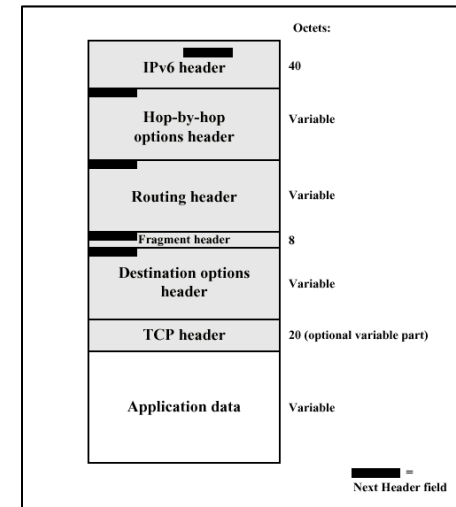 Octets:
IPv6 header
40
Hop-by-hop
options header
Variable
Routing header
Variable
Fragment header
8
Destination options
header
Variable
TCP header
20 (optional variable part)
Application data
Variable
=
Next Header field